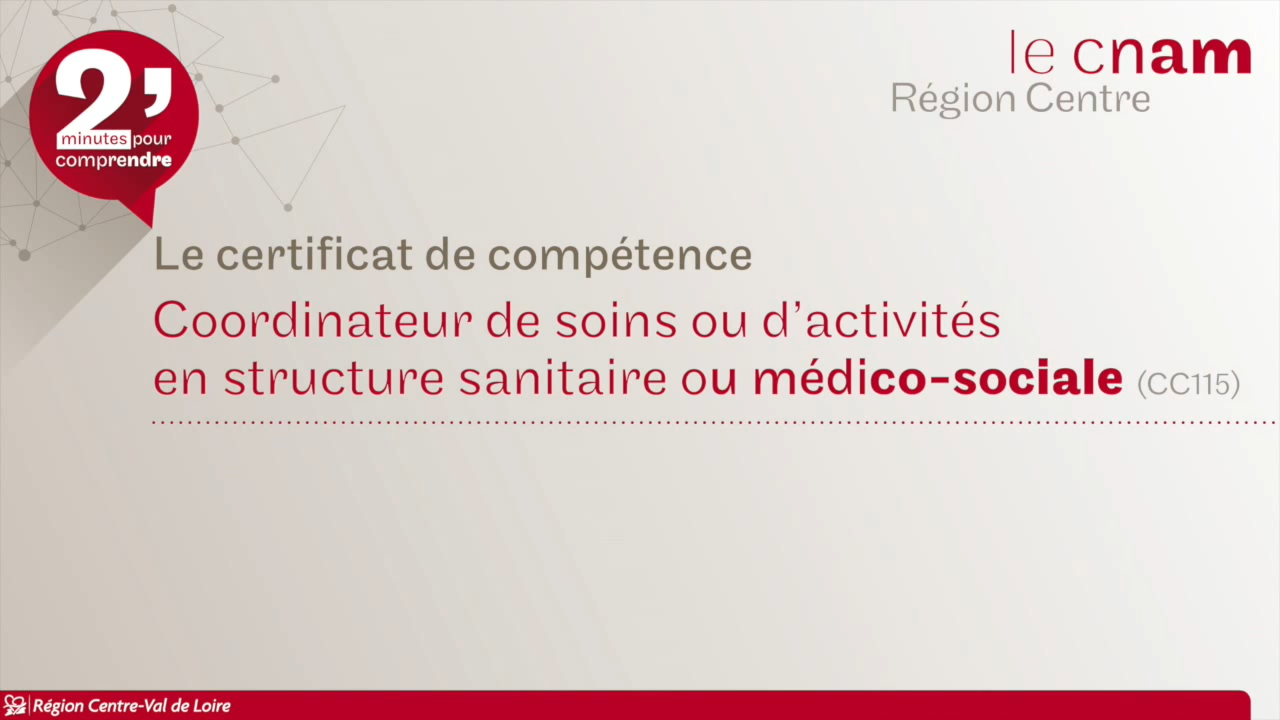 2'
minutes pour
comprendre
le cnam
Région Centre
Le certificat de compétence
Coordinateur de soins ou d'activités
en structure sanitaire ou médico-sociale (CC115)
Région Centre-Val de Loire